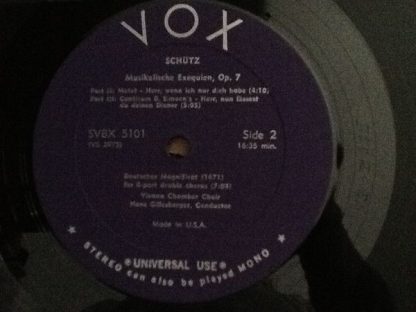 VOX
SCHÜTZ
Musikalische Exequien, Op. 7
Part II: Motet - Herr, wenn ich nur dich habe (4:10)
Part III: Canticum B. Simeon's - Herr, nun lässest
du deinen Diener (5:05)
SVBX 5101
Side 2
16:35 min.
Deutsches Magnificat (1671)
for 8-part double chorus (7:08)
Vienna Chamber Choir
Hans Gillesberger, Conductor
Made in U.S.A.
★ ®UNIVERSAL USE® ★
STEREO can also be played MONO